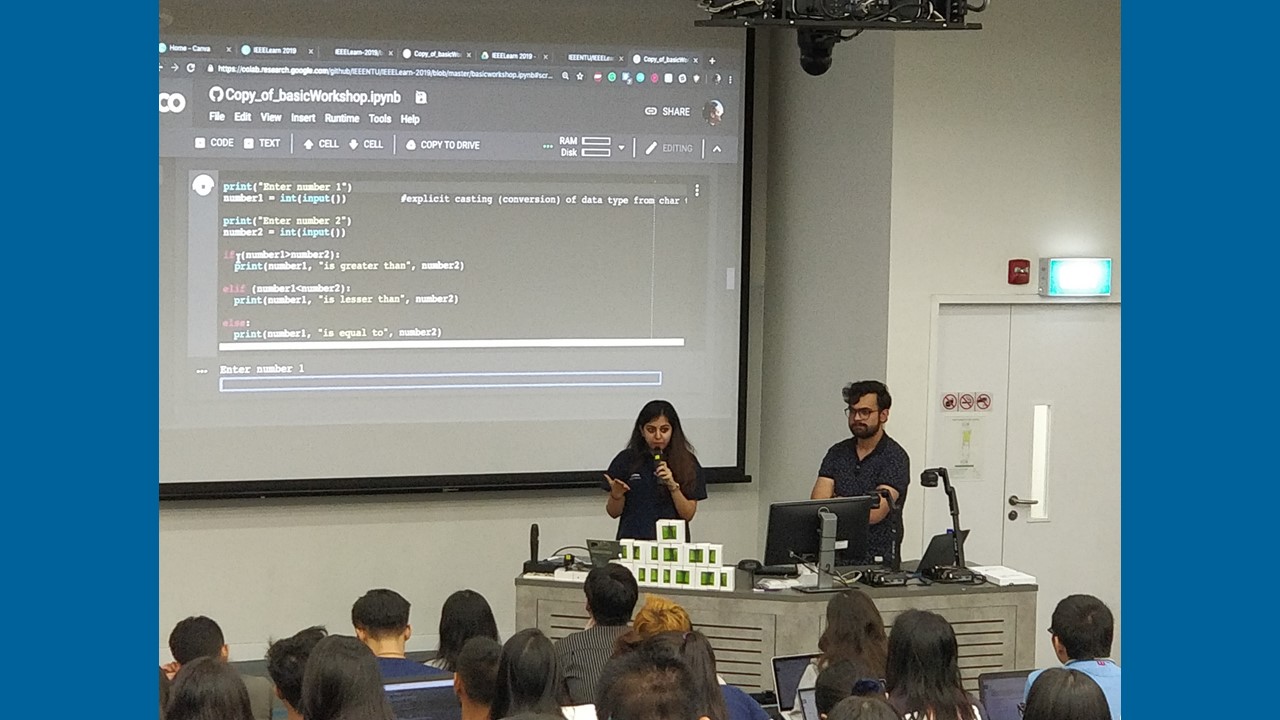 Home - Canva IEEELearn 2019 IEEELearn-2019/ Copy_of_basicWo IEEELearn 2019 IEEENTU/IEEELe Copy_of_basicWo
https://colab.research.google.com/github/IEEENTU/IEEELearn-2019/blob/master/basicworkshop.ipynb#scr...
CO
Copy_of_basicWorkshop.ipynb
SHARE
File Edit View Insert Runtime Tools Help
CODE TEXT CELL CELL COPY TO DRIVE RAM Disk EDITING
print("Enter number 1")
number1 = int(input()) #explicit casting (conversion) of data type from char
print("Enter number 2")
number2 = int(input())
if (number1>number2):
print(number1, "is greater than", number2)
elif (number1<number2):
print(number1, "is lesser than", number2)
else:
print(number1, "is equal to", number2)
... Enter number 1